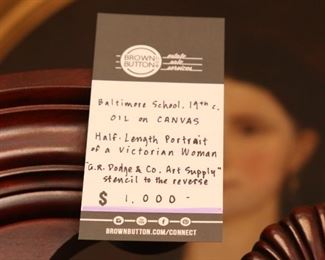 BROWN
BUTTON
estate
sale
services
Baltimore School, 19th c.
OIL on CANVAS
Half-Length Portrait
of a Victorian Woman
"G.R. Dodge & Co. Art Supply"
stencil to the reverse
$ 1,000-
BROWNBUTTON.COM/CONNECT